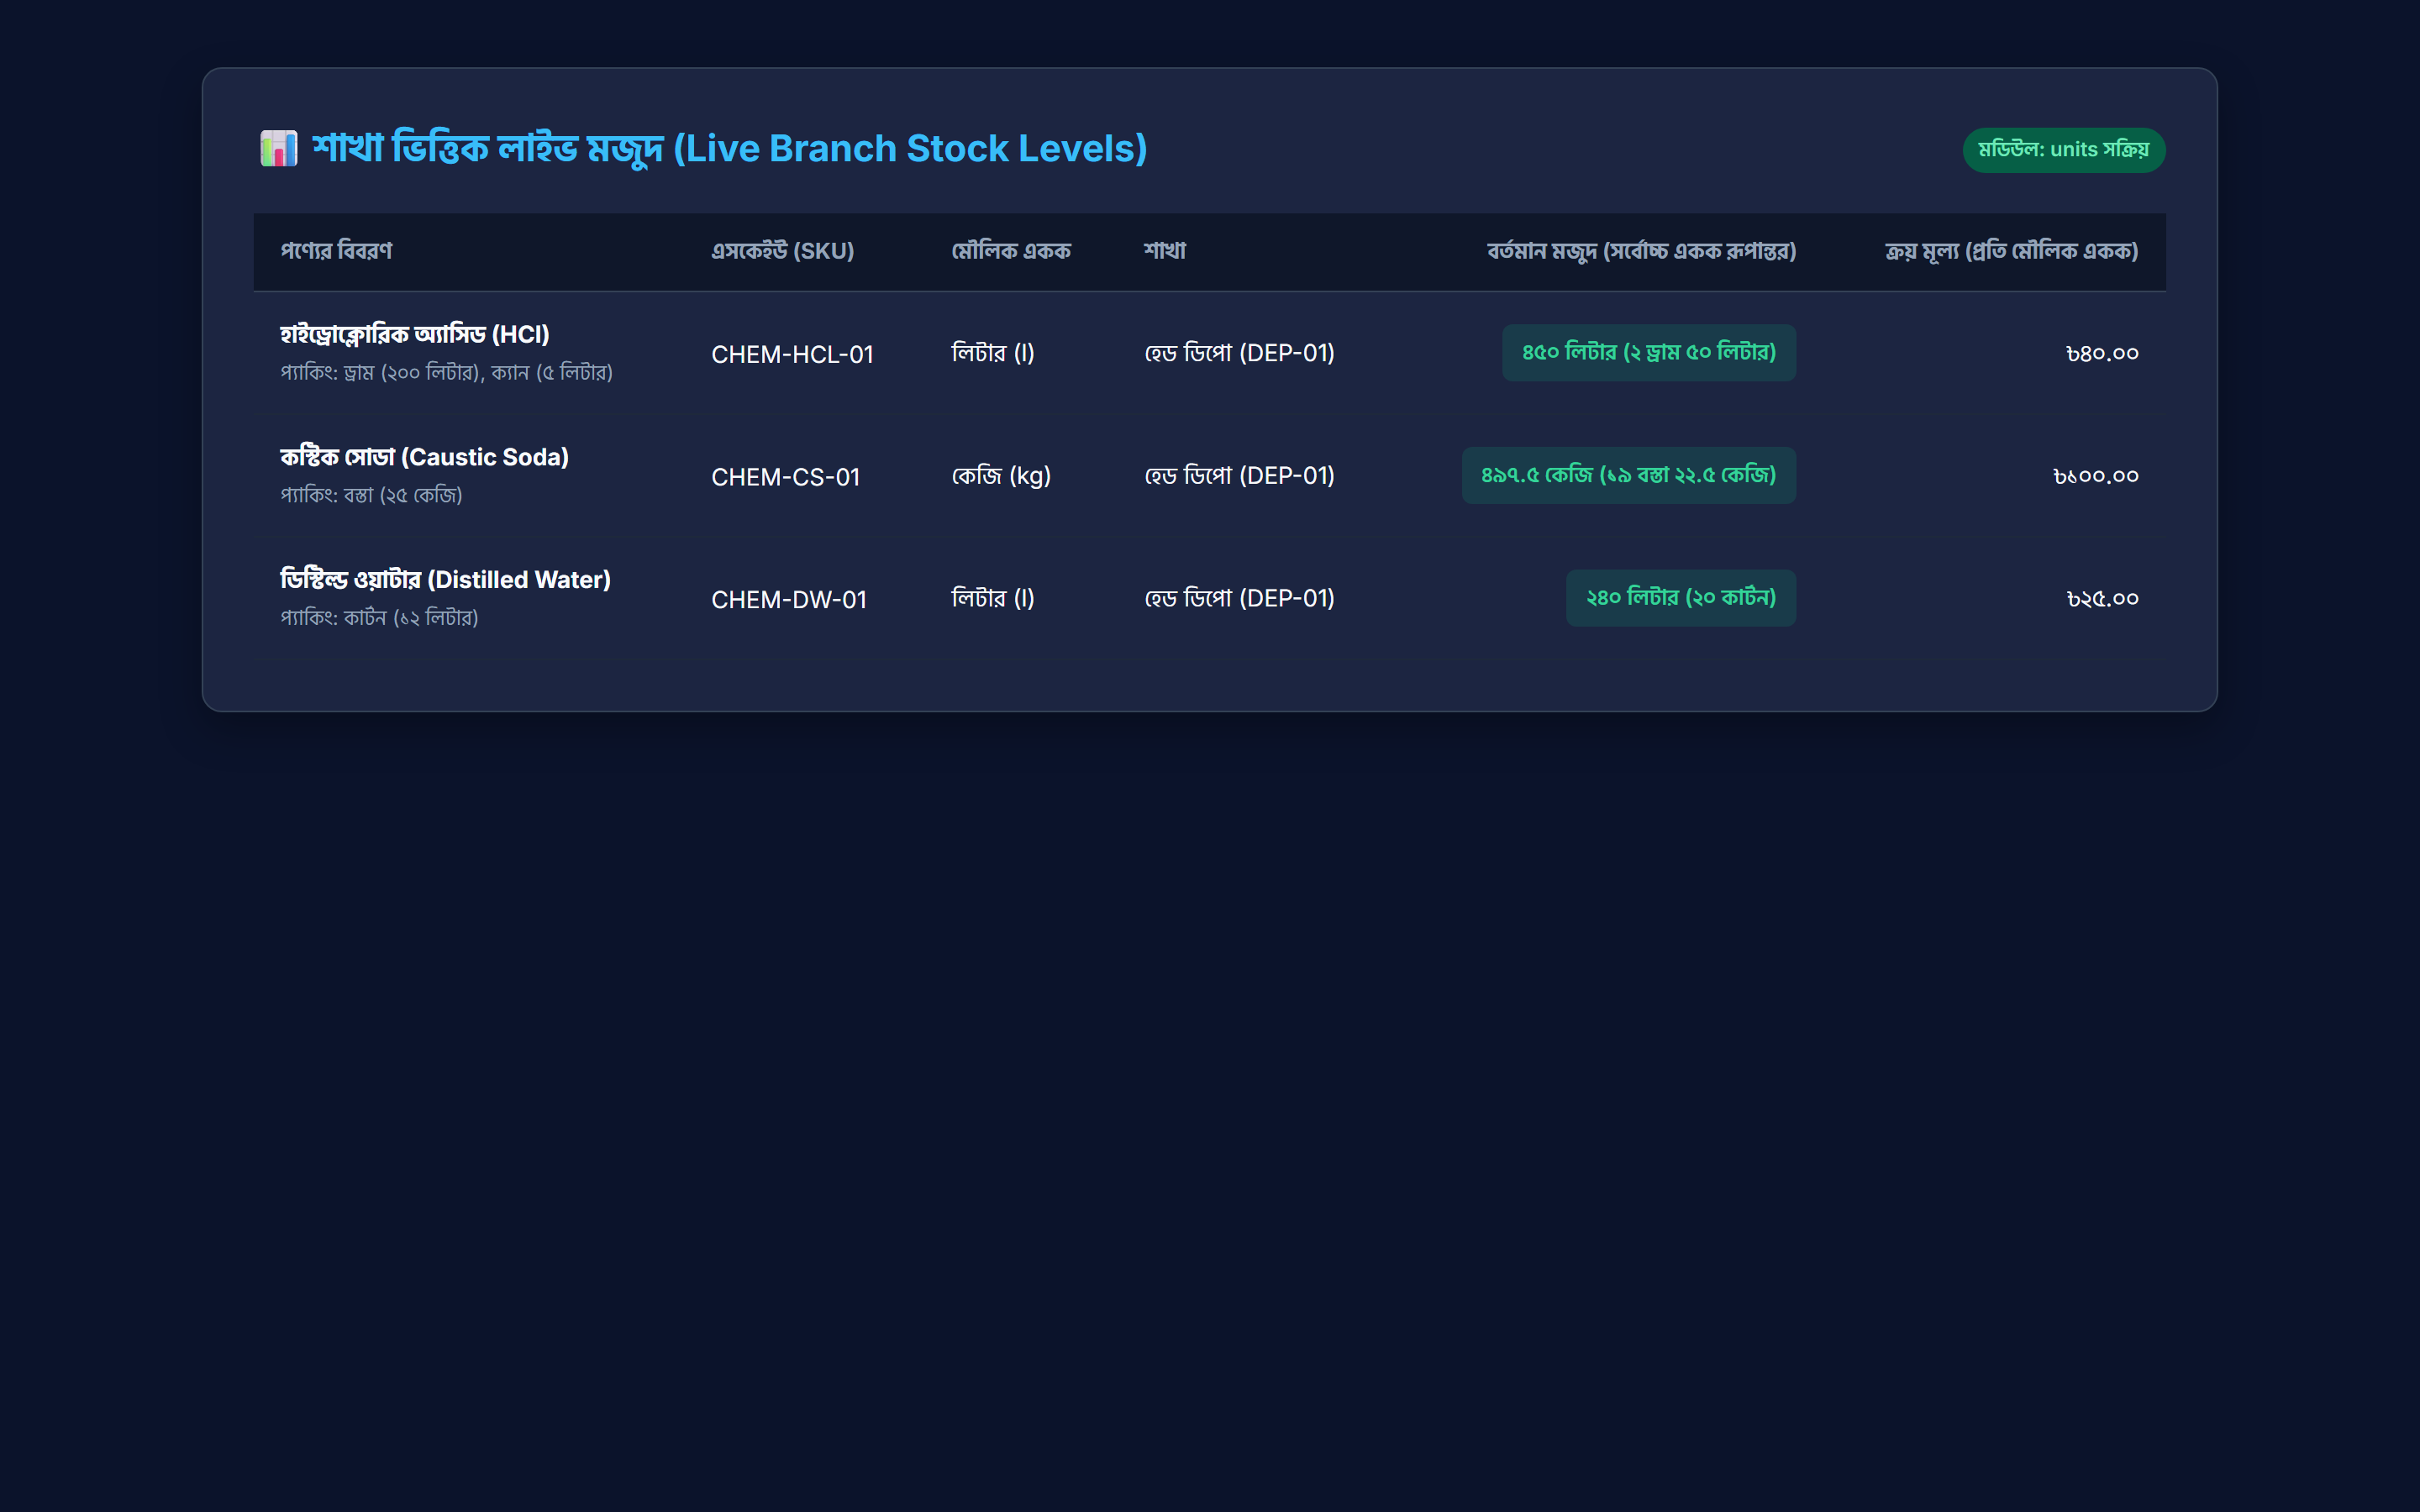 শাখা ভিত্তিক লাইভ মজুদ (Live Branch Stock Levels)
মডিউল: units সক্রিয়
পণ্যের বিবরণ এসকেইউ (SKU) মৌলিক একক শাখা বর্তমান মজুদ (সর্বোচ্চ একক রূপান্তর) ক্রয় মূল্য (প্রতি মৌলিক একক)
হাইড্রোক্লোরিক অ্যাসিড (HCl)
প্যাকিং: ড্রাম (২০০ লিটার), ক্যান (৫ লিটার)
CHEM-HCL-01 লিটার (l) হেড ডিপো (DEP-01) ৪৫০ লিটার (২ ড্রাম ৫০ লিটার) ৳৪০.০০
কস্টিক সোডা (Caustic Soda)
প্যাকিং: বস্তা (২৫ কেজি)
CHEM-CS-01 কেজি (kg) হেড ডিপো (DEP-01) ৪৯৭.৫ কেজি (১৯ বস্তা ২২.৫ কেজি) ৳১০০.০০
ডিস্টিল্ড ওয়াটার (Distilled Water)
প্যাকিং: কার্টন (১২ লিটার)
CHEM-DW-01 লিটার (l) হেড ডিপো (DEP-01) ২৪০ লিটার (২০ কার্টন) ৳২৫.০০